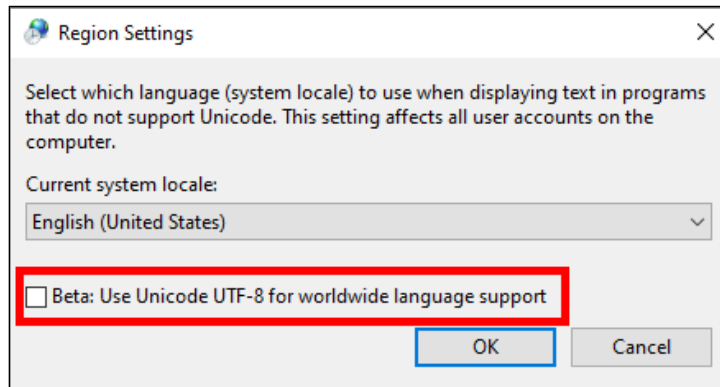 Region Settings
Select which language (system locale) to use when displaying text in programs
that do not support Unicode. This setting affects all user accounts on the
computer.
Current system locale:
English (United States)
Beta: Use Unicode UTF-8 for worldwide language support
OK Cancel